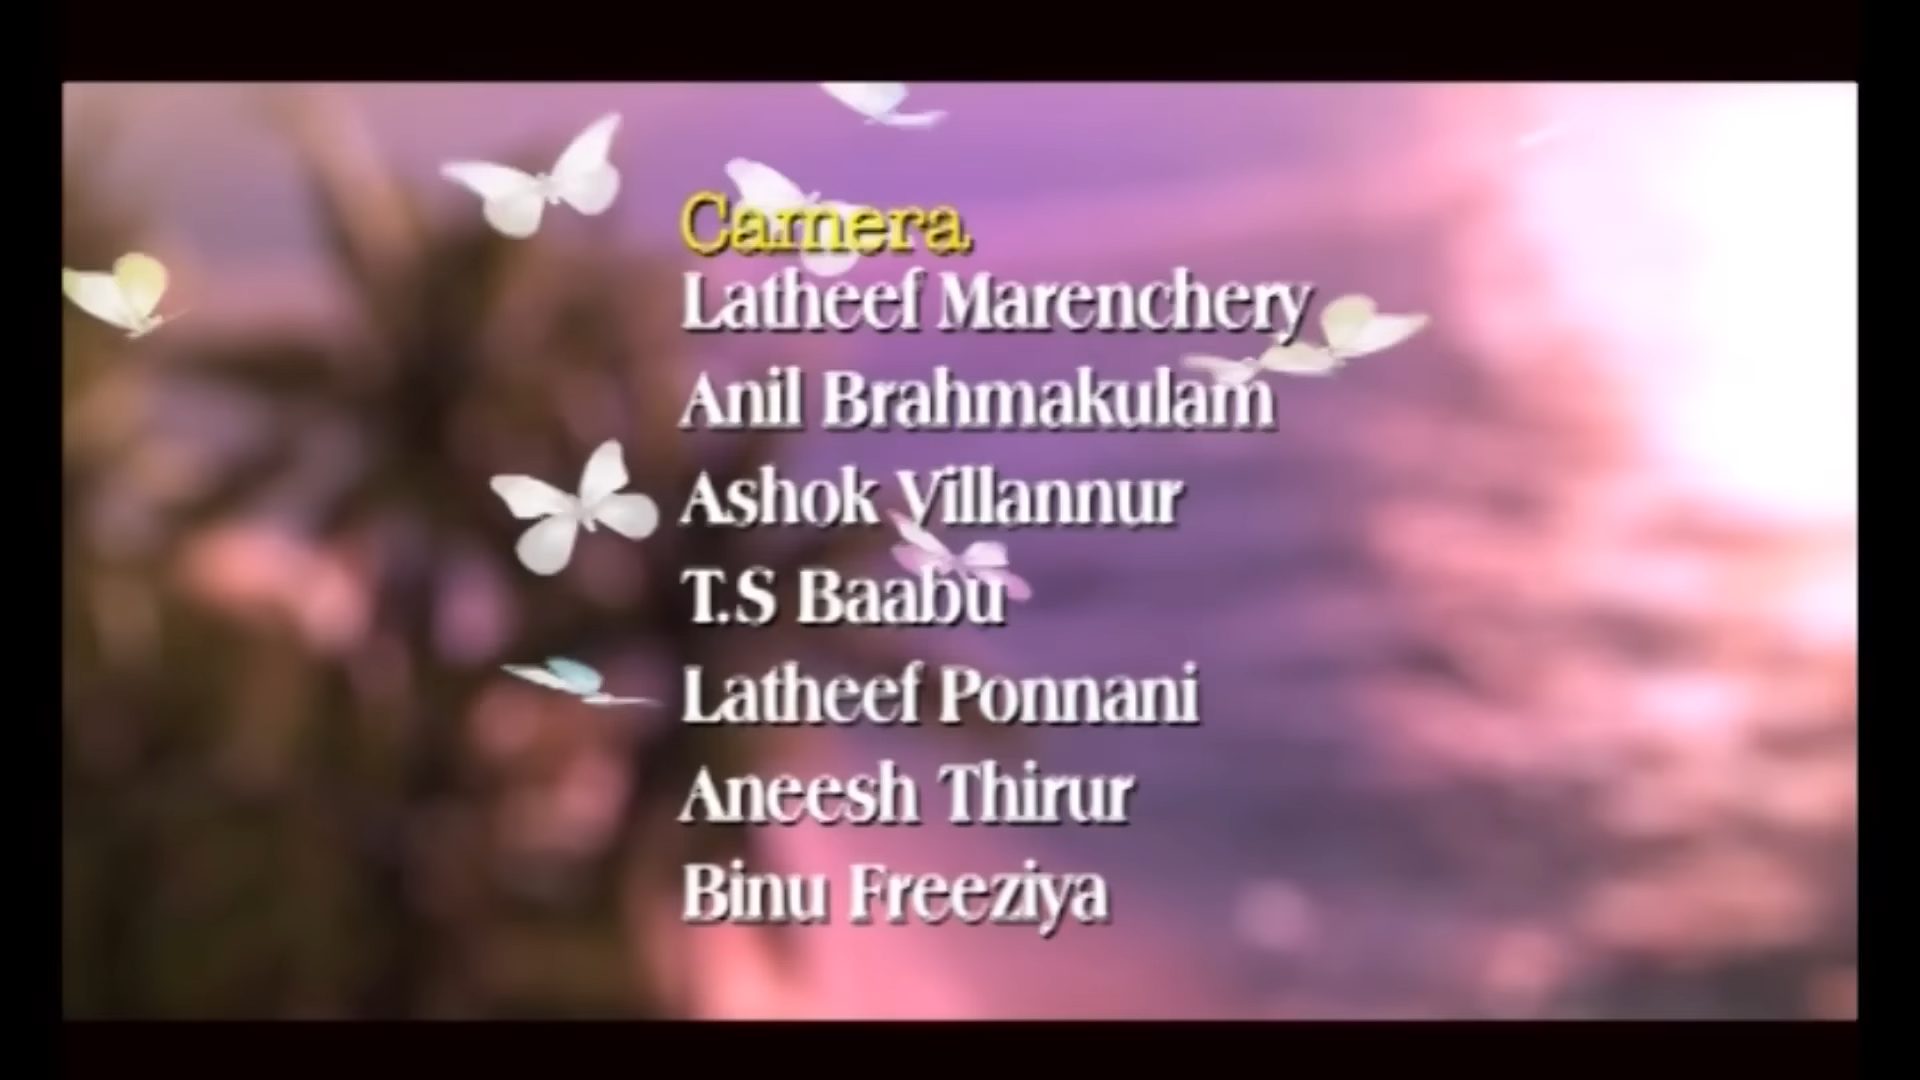 Camera
Latheef Marenchery
Anil Brahmakulam
Ashok Villannur
T.S Baabu
Latheef Ponnani
Aneesh Thirur
Binu Freeziya